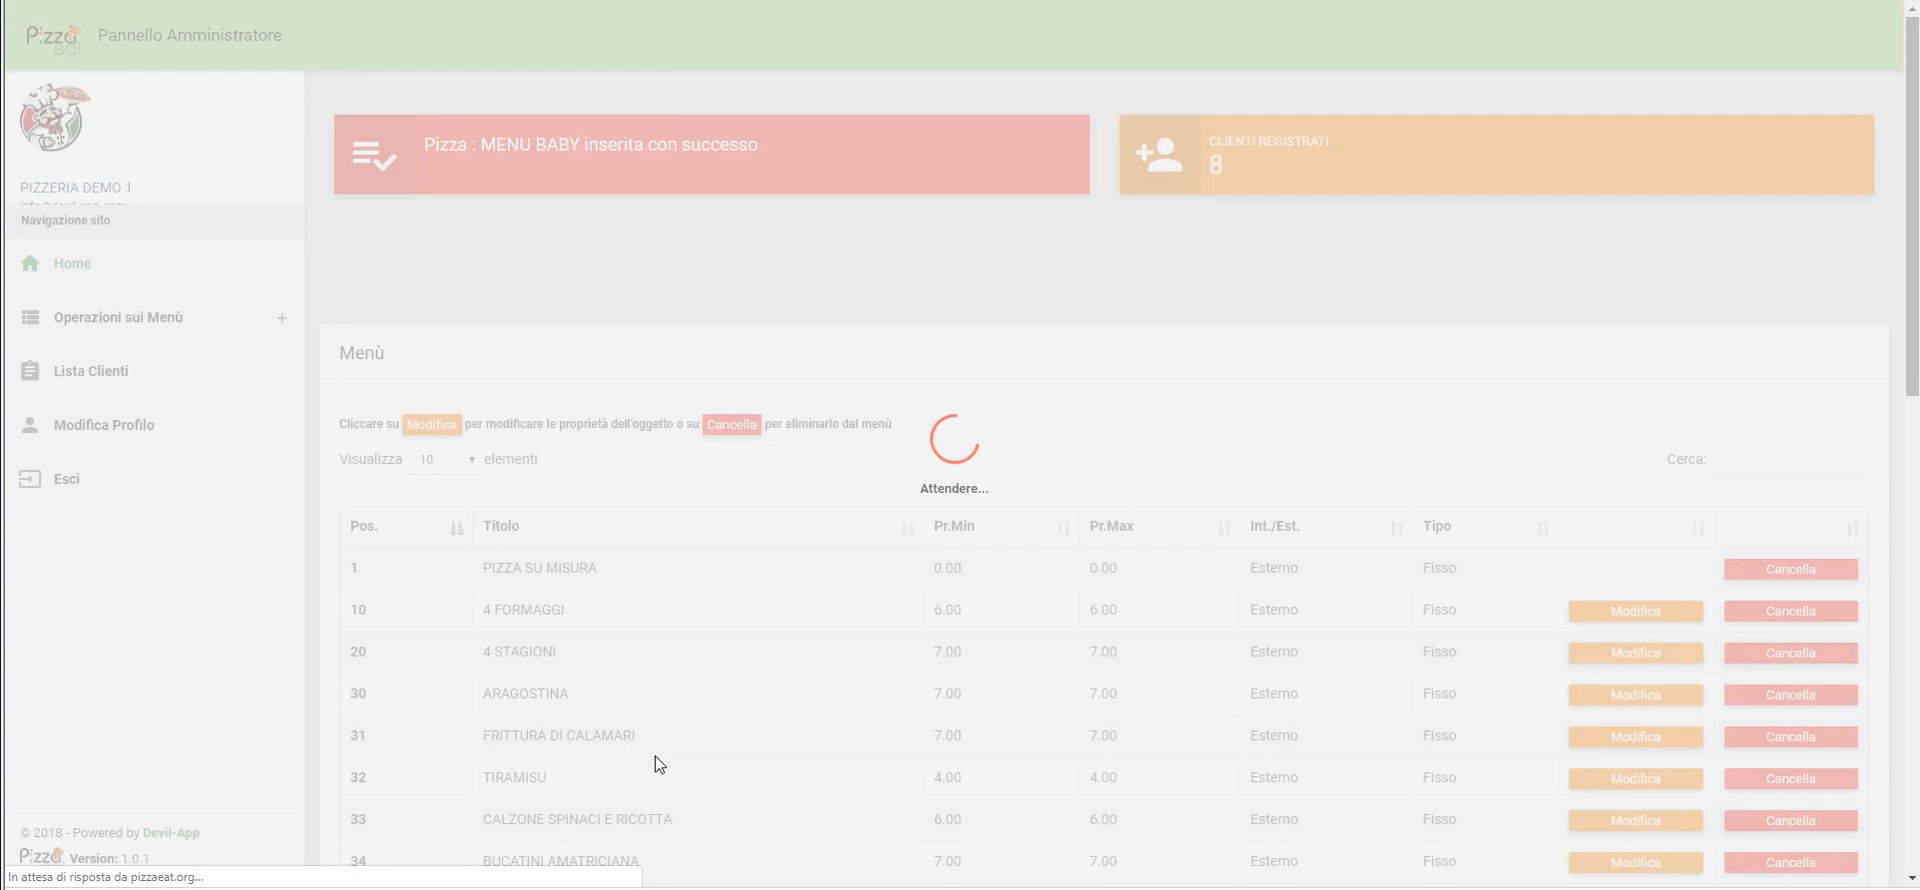 Pizza eat Pannello Amministratore
PIZZERIA DEMO 1
Navigazione sito
Home
Operazioni sui Menù +
Lista Clienti
Modifica Profilo
Esci
© 2018 - Powered by Devil-App
Pizza Version: 1.0.1
In attesa di risposta da pizzaeat.org...
Pizza : MENU BABY inserita con successo
CLIENTI REGISTRATI
8
Menù
Cliccare su Modifica per modificare le proprietà dell'oggetto o su Cancella per eliminarlo dal menù
Visualizza 10 elementi
Cerca:
Attendere...
Pos. Titolo Pr.Min Pr.Max Int./Est. Tipo
1 PIZZA SU MISURA 0.00 0.00 Esterno Fisso Cancella
10 4 FORMAGGI 6.00 6.00 Esterno Fisso Modifica Cancella
20 4 STAGIONI 7.00 7.00 Esterno Fisso Modifica Cancella
30 ARAGOSTINA 7.00 7.00 Esterno Fisso Modifica Cancella
31 FRITTURA DI CALAMARI 7.00 7.00 Esterno Fisso Modifica Cancella
32 TIRAMISU 4.00 4.00 Esterno Fisso Modifica Cancella
33 CALZONE SPINACI E RICOTTA 6.00 6.00 Esterno Fisso Modifica Cancella
34 BUCATINI AMATRICIANA 7.00 7.00 Esterno Fisso Modifica Cancella